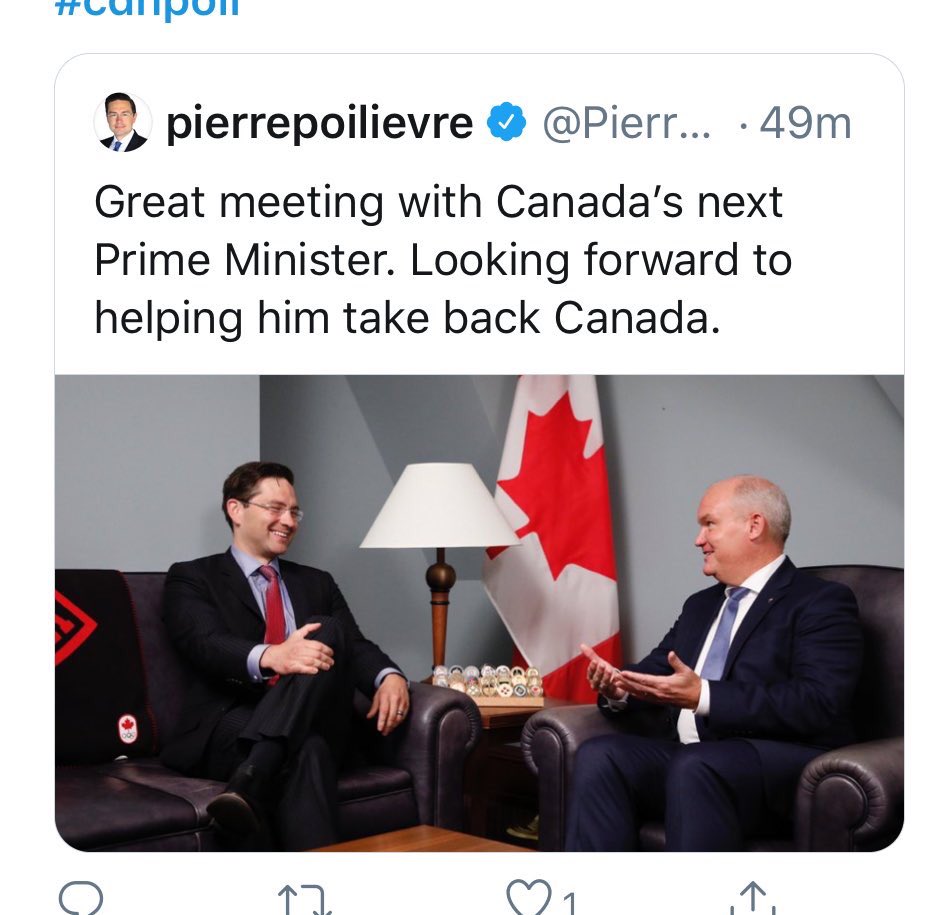 #cdnpoli
pierrepoilievre @Pierr... · 49m
Great meeting with Canada’s next
Prime Minister. Looking forward to
helping him take back Canada.
1